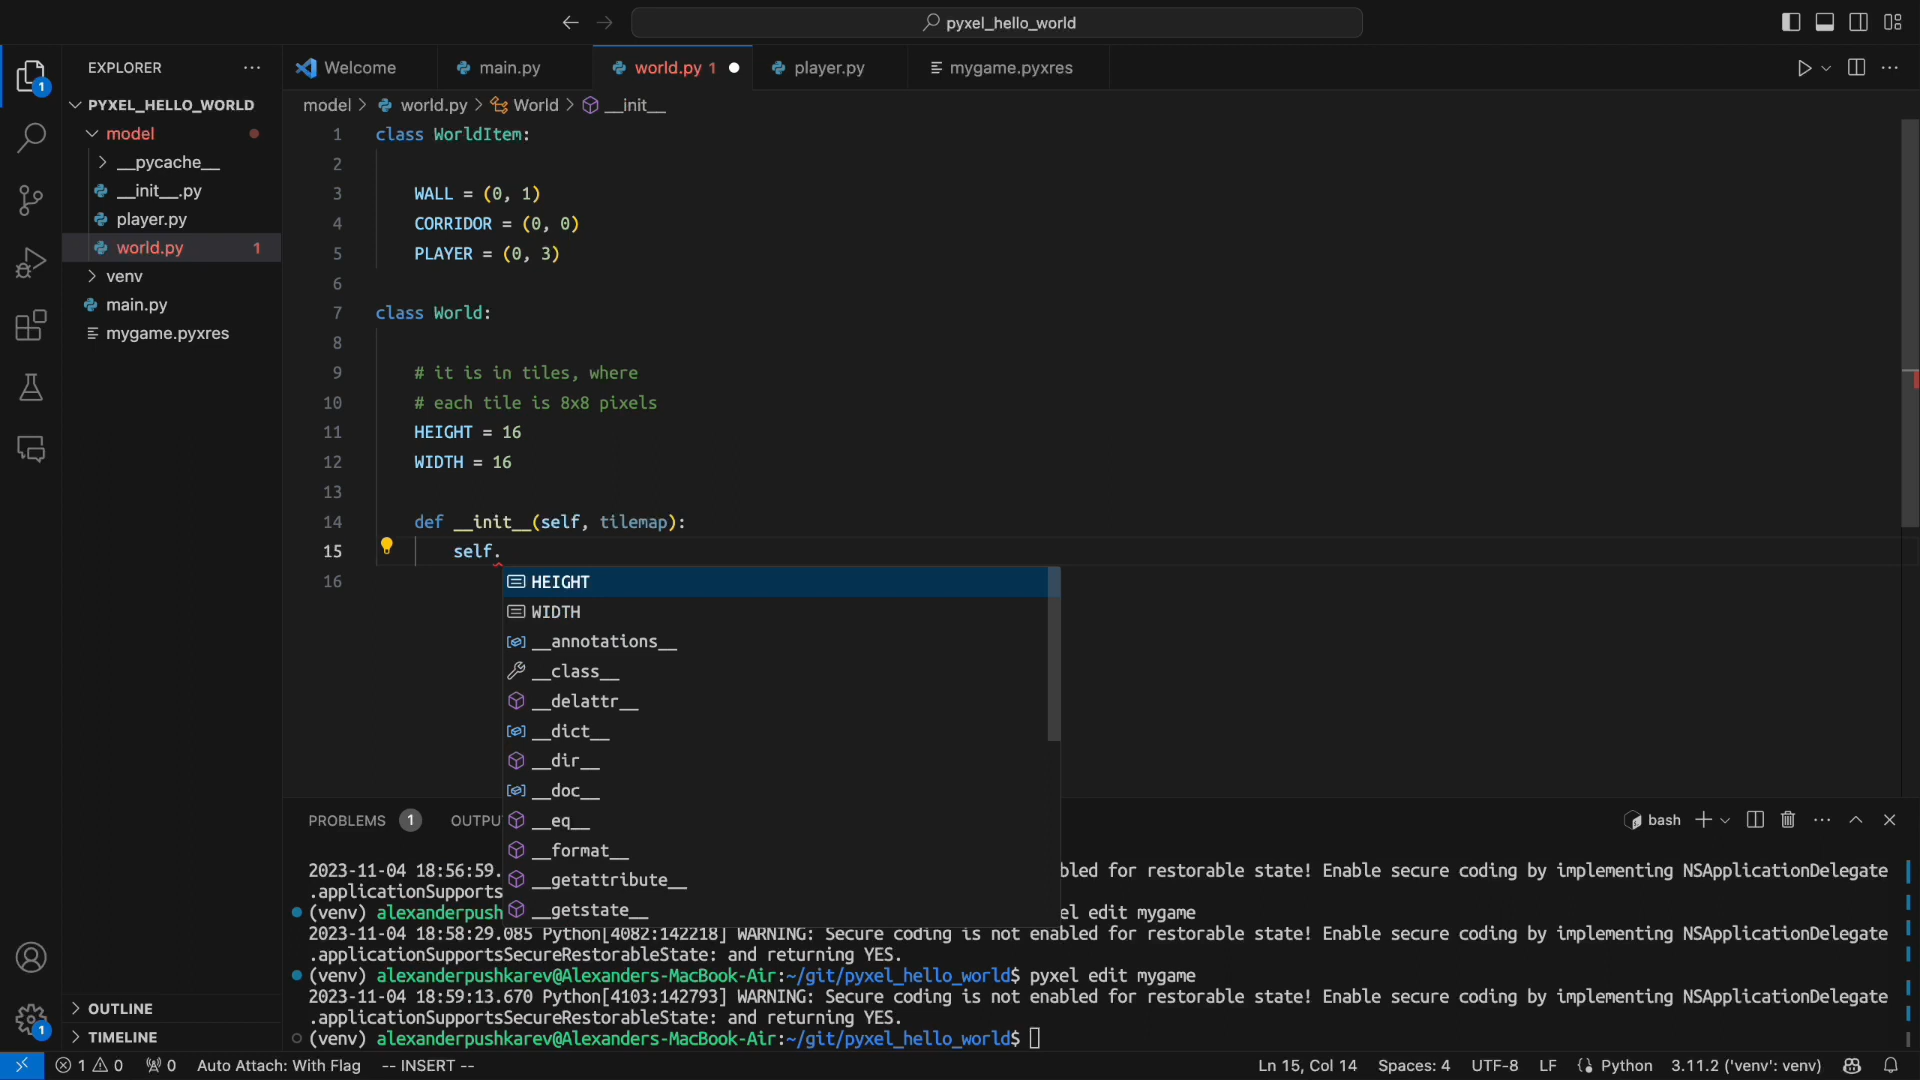 pyxel_hello_world
EXPLORER
Welcome
main.py
world.py 1
player.py
mygame.pyxres
1
PYXEL_HELLO_WORLD
model
__pycache__
__init__.py
player.py
world.py 1
venv
main.py
mygame.pyxres
OUTLINE
TIMELINE
1
model > world.py > World > __init__
1 class WorldItem:
2
3 WALL = (0, 1)
4 CORRIDOR = (0, 0)
5 PLAYER = (0, 3)
6
7 class World:
8
9 # it is in tiles, where
10 # each tile is 8x8 pixels
11 HEIGHT = 16
12 WIDTH = 16
13
14 def __init__(self, tilemap):
15 self.
16
HEIGHT
WIDTH
__annotations__
__class__
__delattr__
__dict__
__dir__
__doc__
__eq__
__format__
__getattribute__
__getstate__
PROBLEMS 1 OUTPU
bash
2023-11-04 18:56:59. bled for restorable state! Enable secure coding by implementing NSApplicationDelegate
.applicationSupports
(venv) alexanderpush el edit mygame
2023-11-04 18:58:29.085 Python[4082:142218] WARNING: Secure coding is not enabled for restorable state! Enable secure coding by implementing NSApplicationDelegate
.applicationSupportsSecureRestorableState: and returning YES.
(venv) alexanderpushkarev@Alexanders-MacBook-Air:~/git/pyxel_hello_world$ pyxel edit mygame
2023-11-04 18:59:13.670 Python[4103:142793] WARNING: Secure coding is not enabled for restorable state! Enable secure coding by implementing NSApplicationDelegate
.applicationSupportsSecureRestorableState: and returning YES.
(venv) alexanderpushkarev@Alexanders-MacBook-Air:~/git/pyxel_hello_world$
1 0 0 Auto Attach: With Flag -- INSERT -- Ln 15, Col 14 Spaces: 4 UTF-8 LF Python 3.11.2 ('venv': venv)